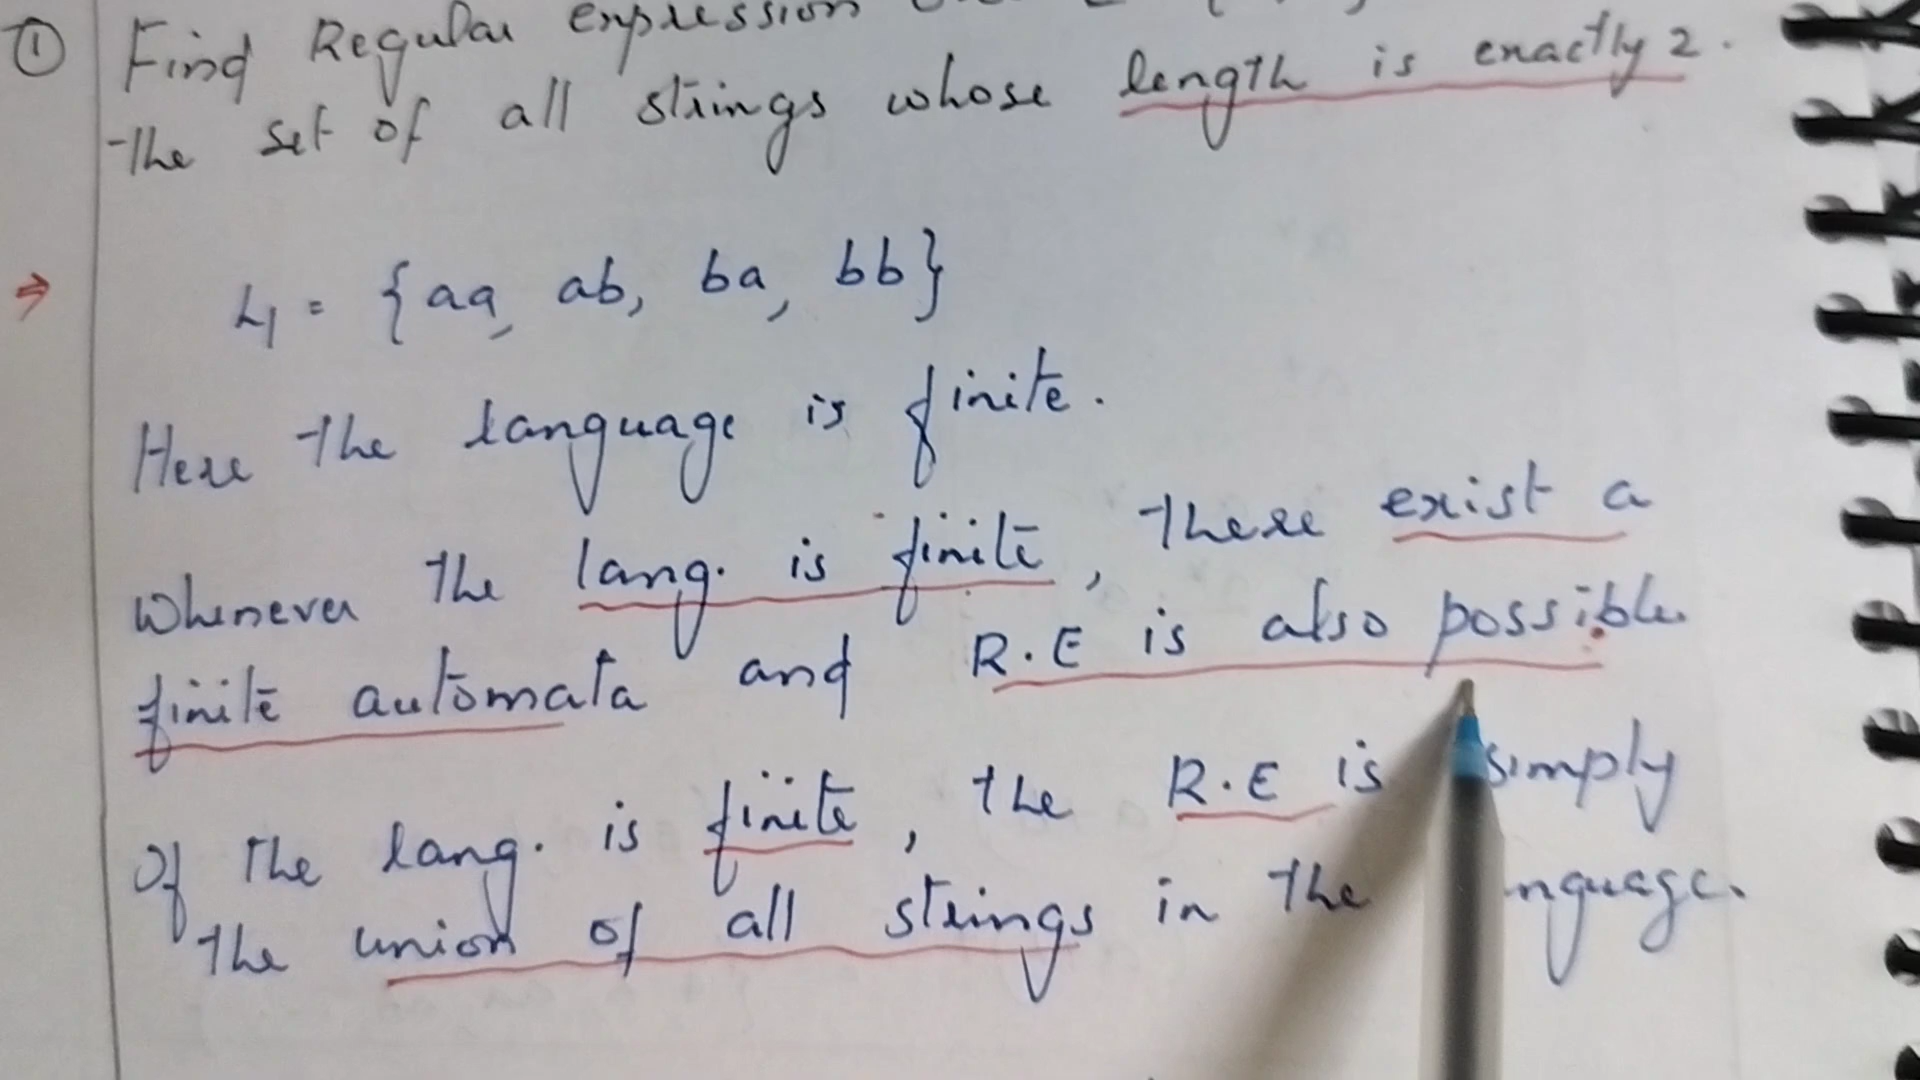 ① Find Regular expression
the set of all strings whose length is exactly 2.
L1 = {aa, ab, ba, bb}
Here the language is finite.
Whenever the lang. is finite, there exist a
finite automata and R.E is also possible.
If the lang. is finite, the R.E is simply
the union of all strings in the nguage.